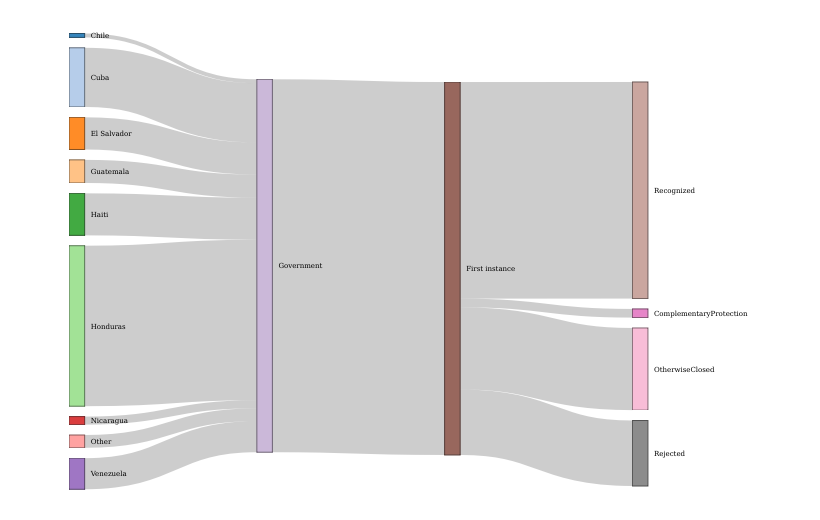 Chile
Cuba
El Salvador
Guatemala
Haiti
Honduras
Nicaragua
Other
Venezuela
Government
First instance
Recognized
ComplementaryProtection
OtherwiseClosed
Rejected